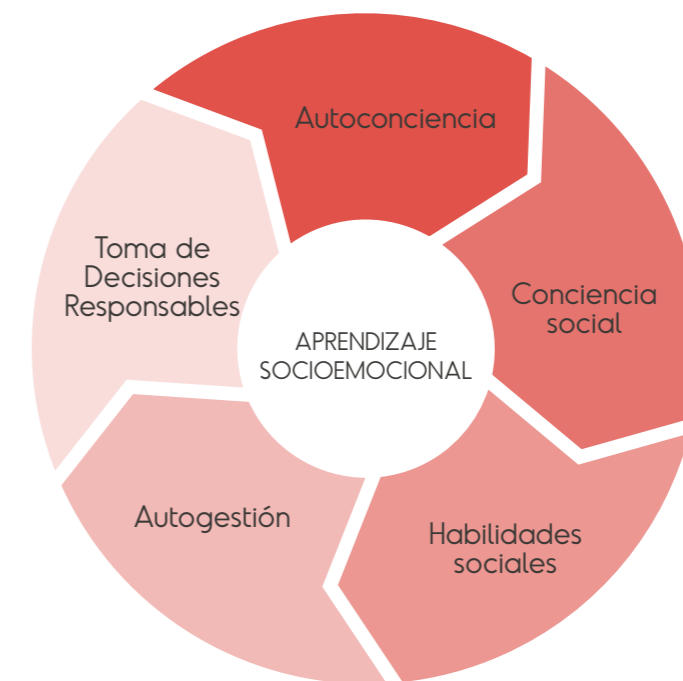 Autoconciencia
Conciencia
social
Habilidades
sociales
Autogestión
Toma de
Decisiones
Responsables
APRENDIZAJE
SOCIOEMOCIONAL